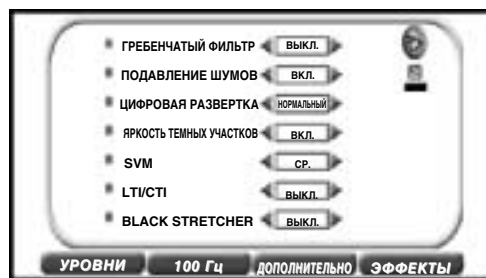 ГРЕБЕНЧАТЫЙ ФИЛЬТР ВЫКЛ.
ПОДАВЛЕНИЕ ШУМОВ ВКЛ.
ЦИФРОВАЯ РАЗВЕРТКА НОРМАЛЬНЫЙ
ЯРКОСТЬ ТЕМНЫХ УЧАСТКОВ ВКЛ.
SVM СР.
LTI/CTI ВЫКЛ.
BLACK STRETCHER ВЫКЛ.
УРОВНИ 100 Гц ДОПОЛНИТЕЛЬНО ЭФФЕКТЫ